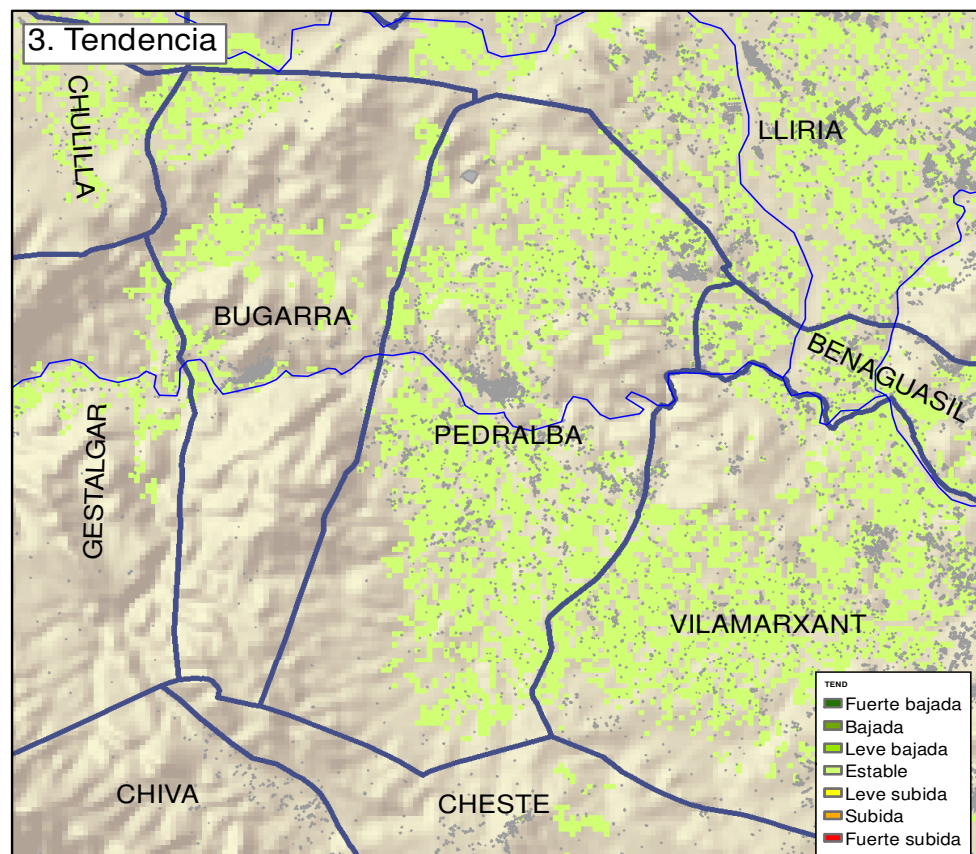 3. Tendencia
CHULILLA
LLIRIA
BUGARRA
BENAGUASIL
GESTALGAR
PEDRALBA
VILAMARXANT
CHIVA
CHESTE
TEND
Fuerte bajada
Bajada
Leve bajada
Estable
Leve subida
Subida
Fuerte subida